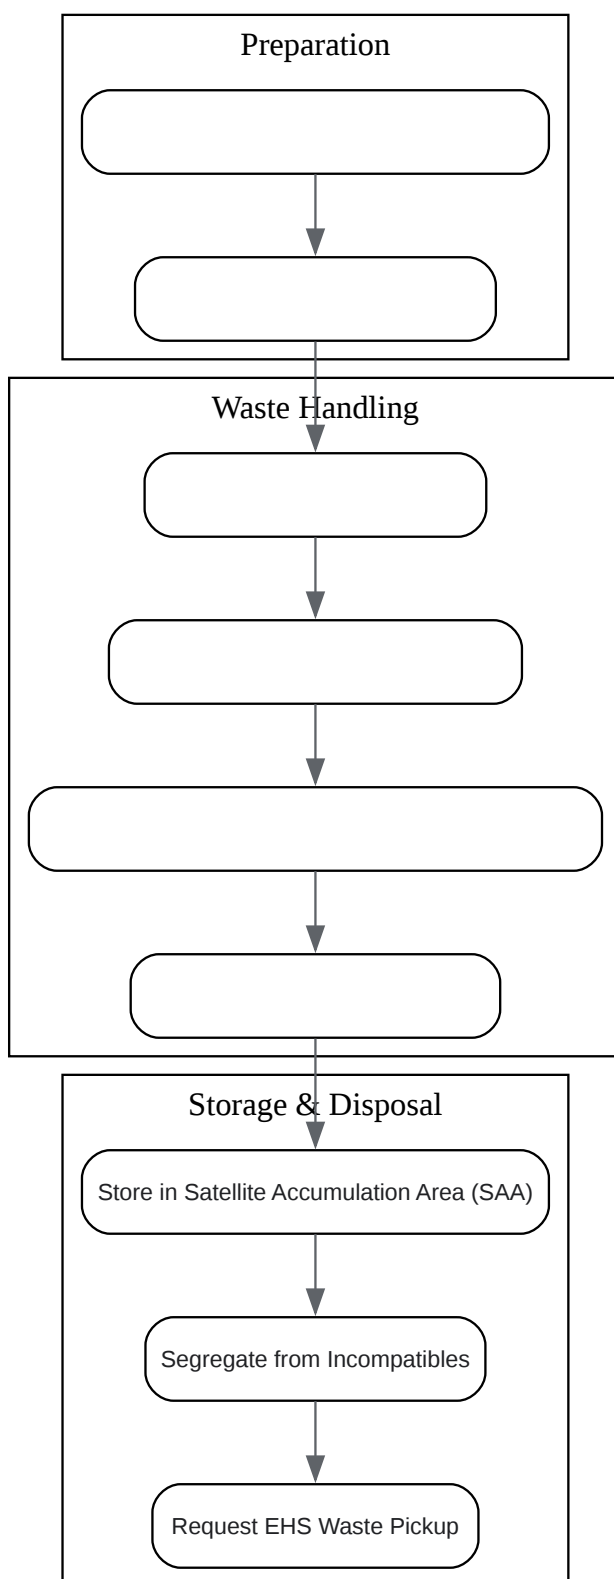 Preparation
Waste Handling
Storage & Disposal
Store in Satellite Accumulation Area (SAA)
Segregate from Incompatibles
Request EHS Waste Pickup